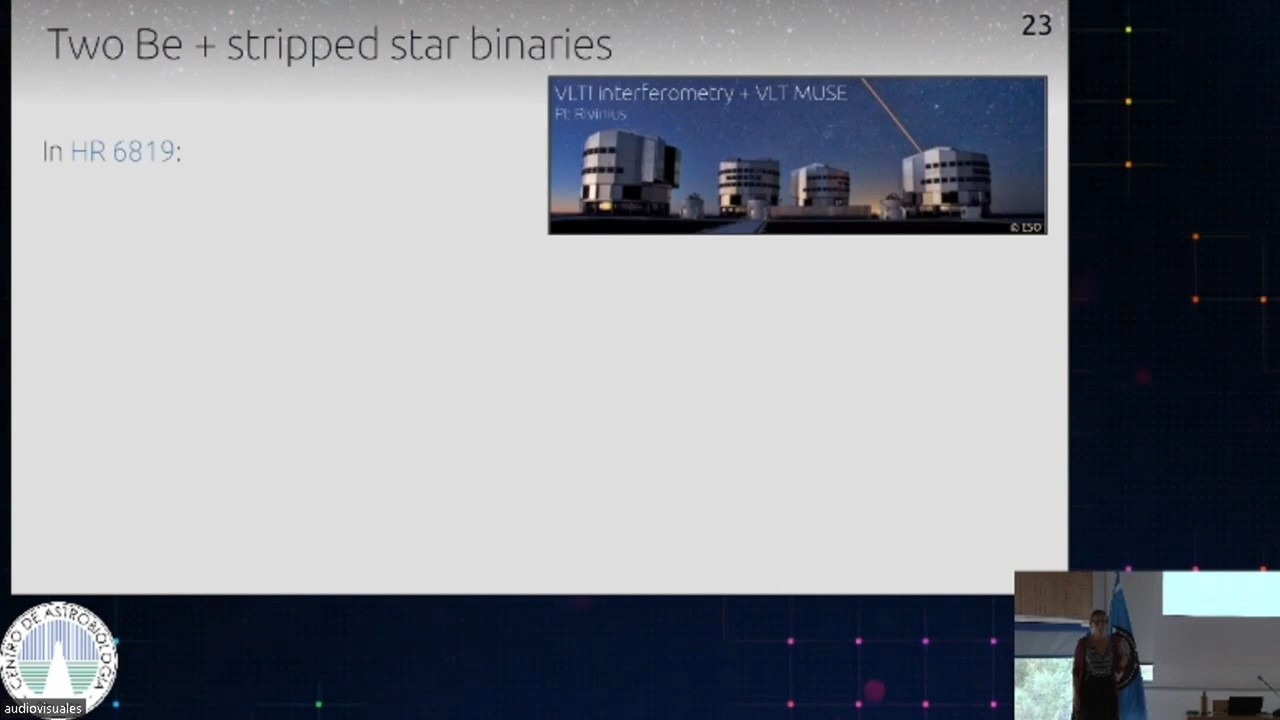 Two Be + stripped star binaries
23
VLTI interferometry + VLT MUSE
PI: Rivinius
In HR 6819:
© ESO
CENTRO DE ASTROBIOLOGÍA
audiovisuales